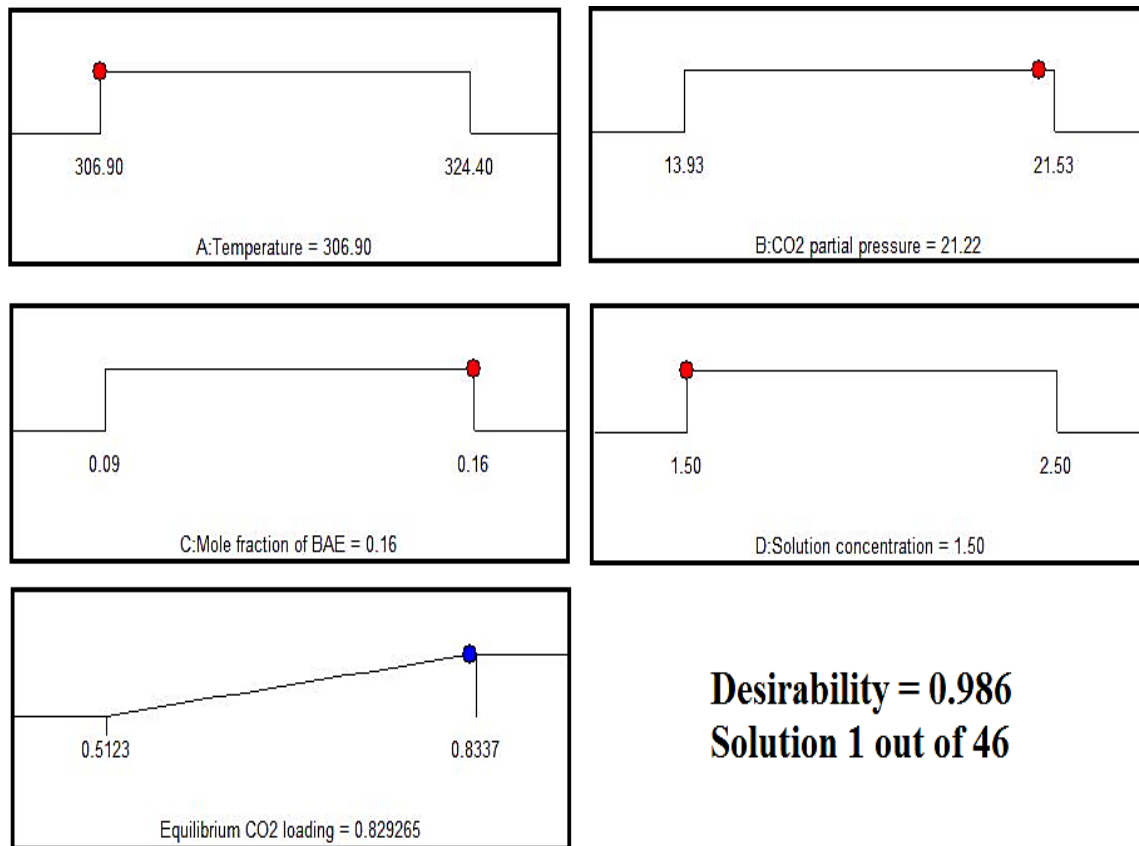 306.90
324.40
A:Temperature = 306.90
13.93
21.53
B:CO2 partial pressure = 21.22
0.09
0.16
C:Mole fraction of BAE = 0.16
1.50
2.50
D:Solution concentration = 1.50
0.5123
0.8337
Equilibrium CO2 loading = 0.829265
Desirability = 0.986
Solution 1 out of 46